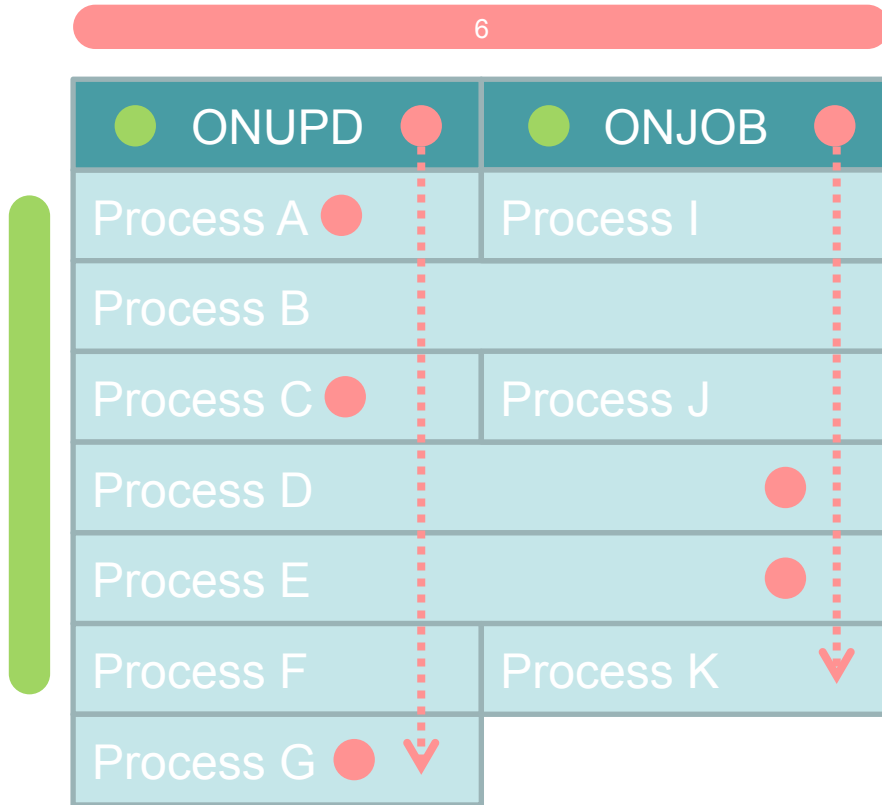 6
ONUPD ONJOB
Process A Process I
Process B
Process C Process J
Process D
Process E
Process F Process K
Process G